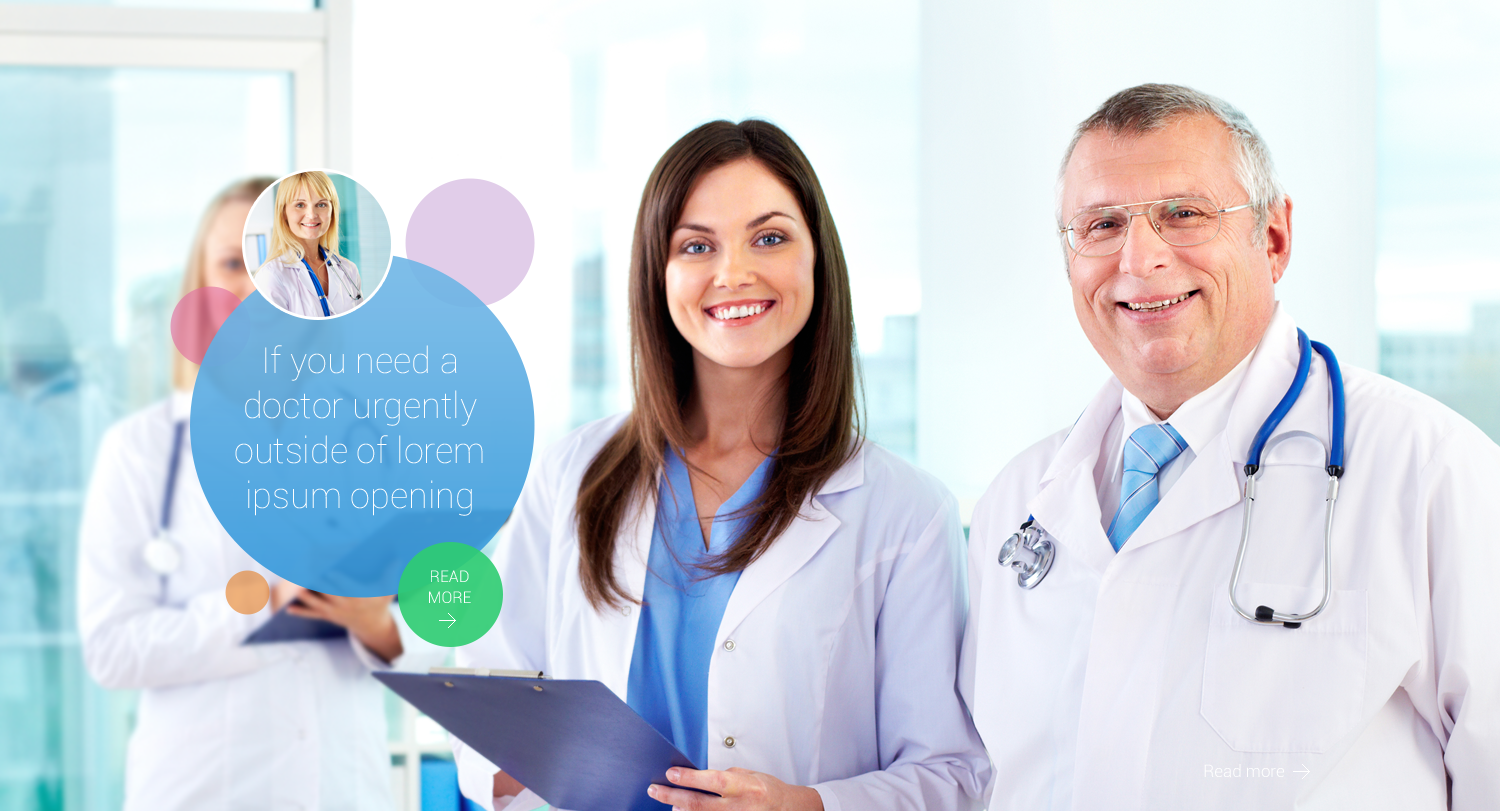 If you need a
doctor urgently
outside of lorem
ipsum opening
READ
MORE
Read more